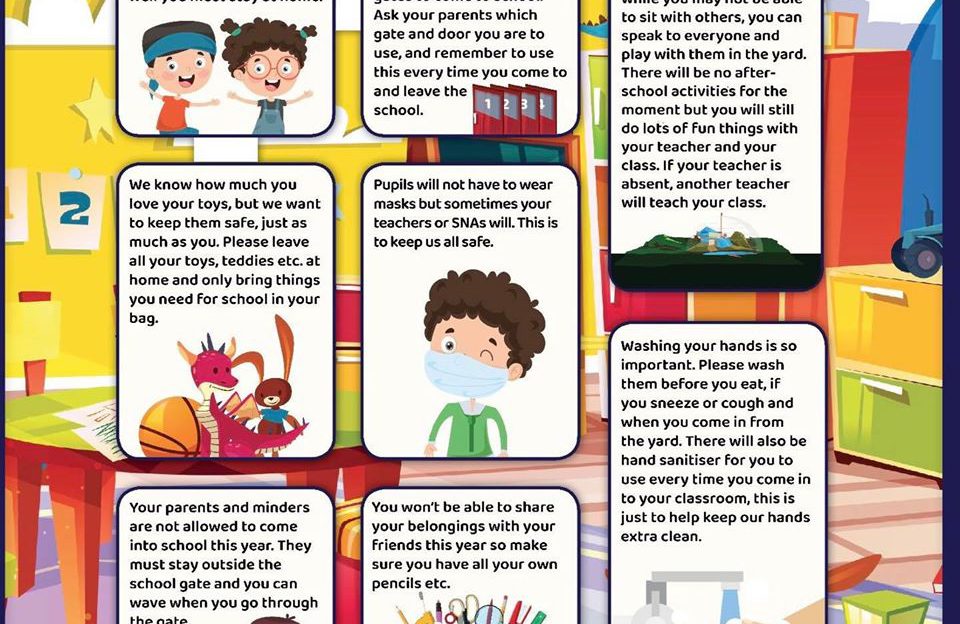 well you must stay at home.
gates to come to school.
Ask your parents which
gate and door you are to
use, and remember to use
this every time you come to
and leave the
school.
1 2 3 4
while you may not be able
to sit with others, you can
speak to everyone and
play with them in the yard.
There will be no after-
school activities for the
moment but you will still
do lots of fun things with
your teacher and your
class. If your teacher is
absent, another teacher
will teach your class.
2
We know how much you
love your toys, but we want
to keep them safe, just as
much as you. Please leave
all your toys, teddies etc. at
home and only bring things
you need for school in your
bag.
Pupils will not have to wear
masks but sometimes your
teachers or SNAs will. This is
to keep us all safe.
Washing your hands is so
important. Please wash
them before you eat, if
you sneeze or cough and
when you come in from
the yard. There will also be
hand sanitiser for you to
use every time you come in
to your classroom, this is
just to help keep our hands
extra clean.
Your parents and minders
are not allowed to come
into school this year. They
must stay outside the
school gate and you can
wave when you go through
the gate.
You won't be able to share
your belongings with your
friends this year so make
sure you have all your own
pencils etc.